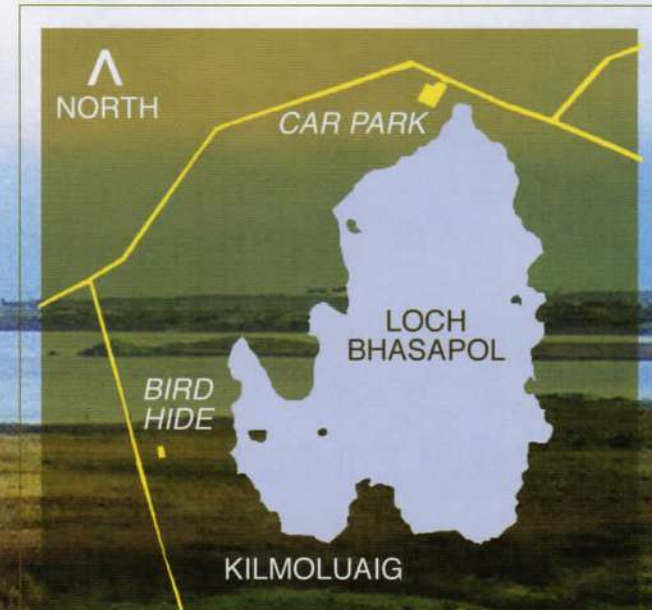 NORTH
CAR PARK
LOCH
BHASAPOL
BIRD
HIDE
KILMOLUAIG